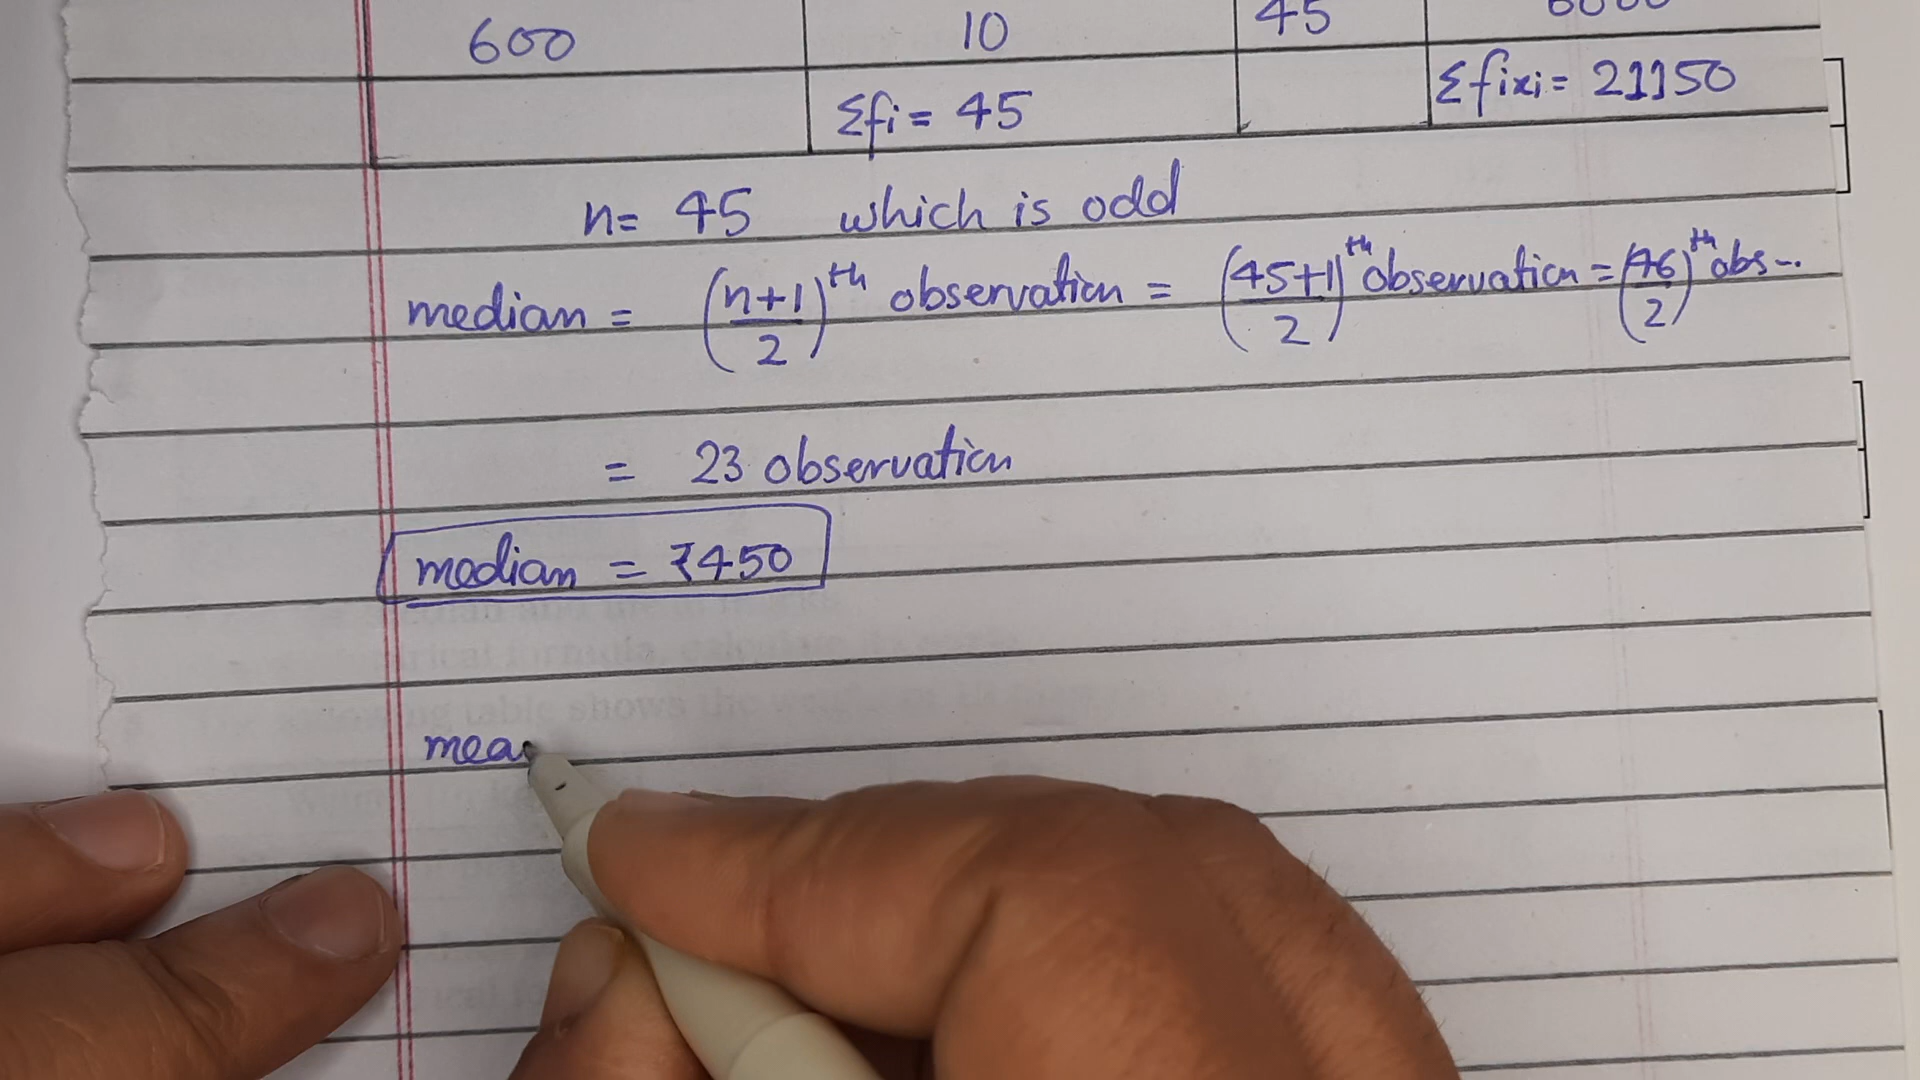 600 10 45 6000
Σfi = 45 Σfixi = 21150
n= 45 which is odd
median = (n+1/2)th observation = (45+1/2)th observation = (46/2)th obs...
= 23 observation
median = ₹450
mea